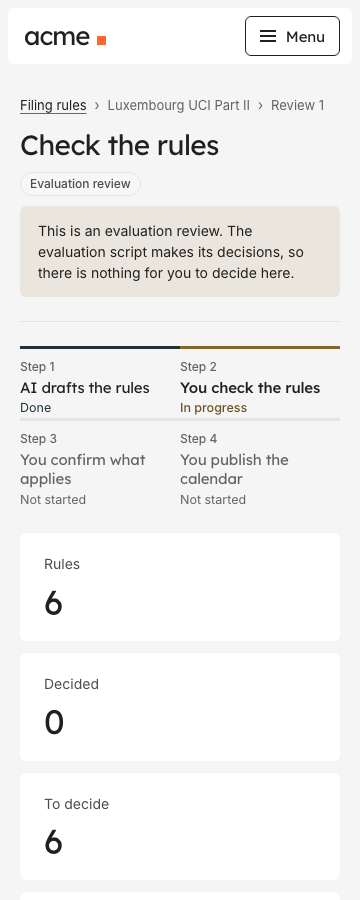 acme
Menu
Filing rules › Luxembourg UCI Part II › Review 1
Check the rules
Evaluation review
This is an evaluation review. The
evaluation script makes its decisions, so
there is nothing for you to decide here.
Step 1
AI drafts the rules
Done
Step 2
You check the rules
In progress
Step 3
You confirm what
applies
Not started
Step 4
You publish the
calendar
Not started
Rules
6
Decided
0
To decide
6